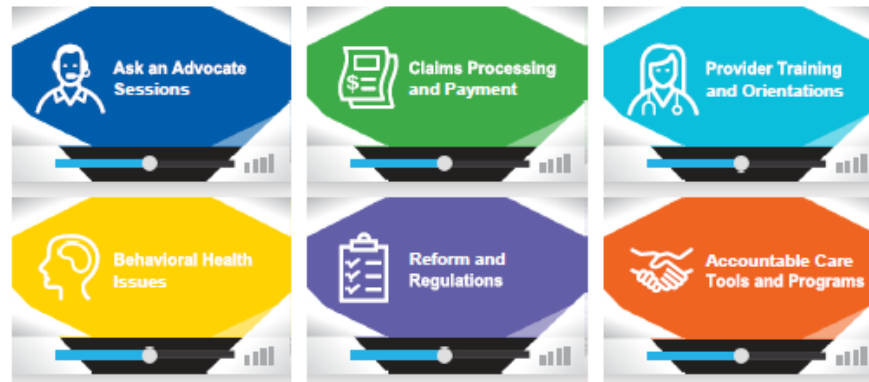 Ask an Advocate
Sessions
Claims Processing
and Payment
$
Provider Training
and Orientations
Behavioral Health
Issues
Reform and
Regulations
Accountable Care
Tools and Programs